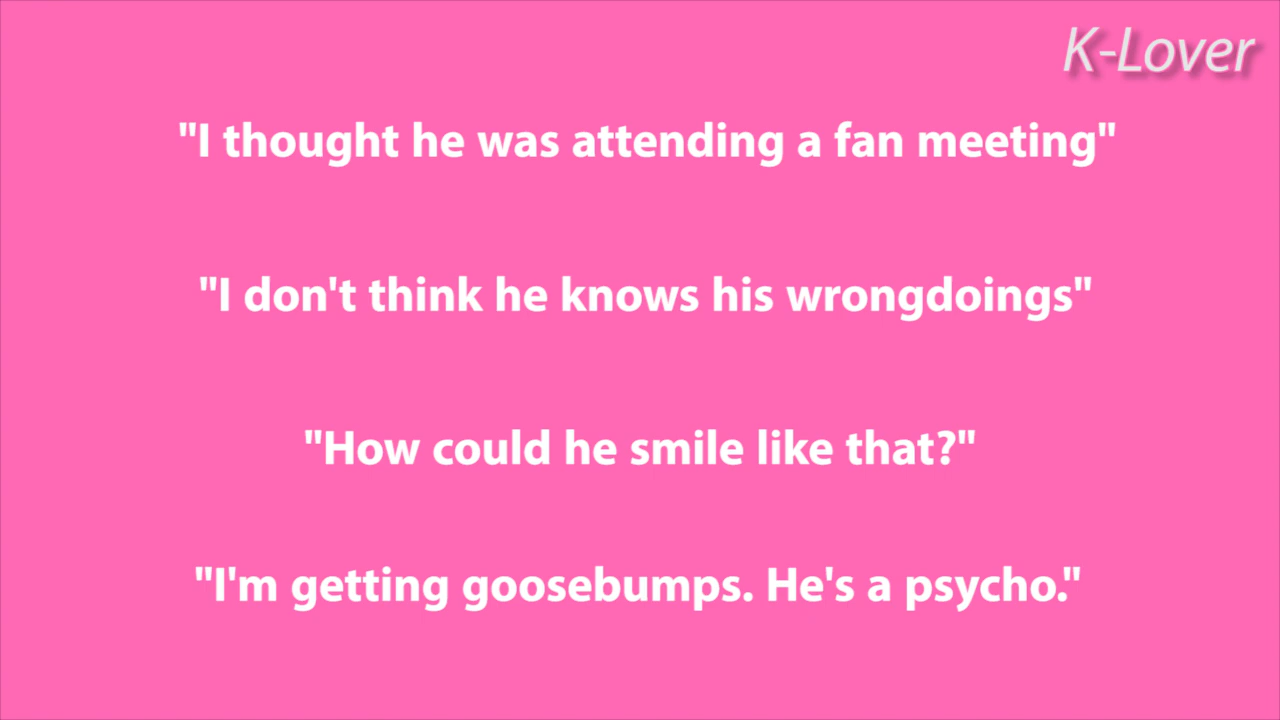 K-Lover
"I thought he was attending a fan meeting"
"I don't think he knows his wrongdoings"
"How could he smile like that?"
"I'm getting goosebumps. He's a psycho."